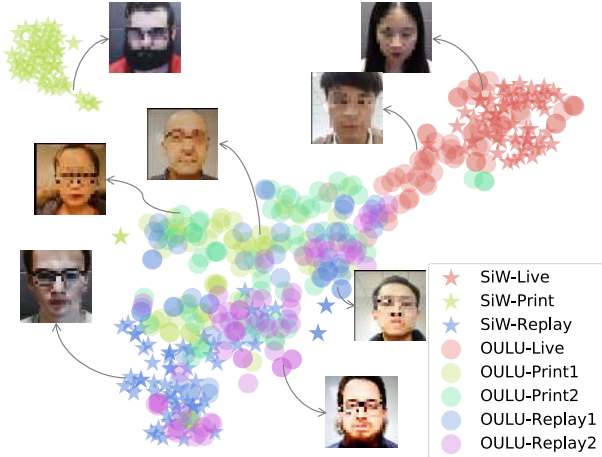 SiW-Live
SiW-Print
SiW-Replay
OULU-Live
OULU-Print1
OULU-Print2
OULU-Replay1
OULU-Replay2